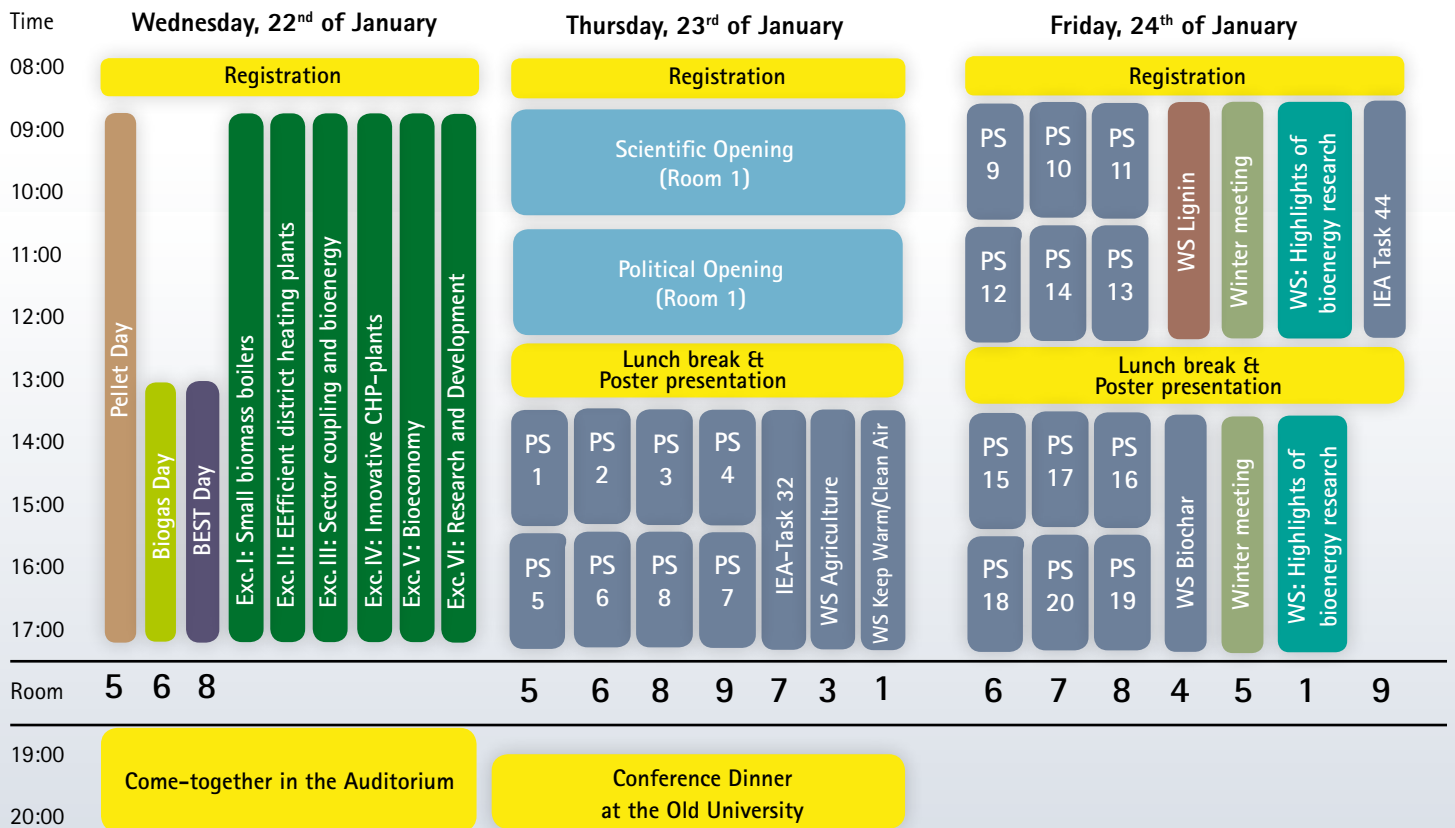 Time
Wednesday, 22nd of January
Thursday, 23rd of January
Friday, 24th of January
08:00
09:00
10:00
11:00
12:00
13:00
14:00
15:00
16:00
17:00
Registration
Pellet Day
Biogas Day
BEST Day
Exc. I: Small biomass boilers
Exc. II: EEfficient district heating plants
Exc. III: Sector coupling and bioenergy
Exc. IV: Innovative CHP-plants
Exc. V: Bioeconomy
Exc. VI: Research and Development
Registration
Scientific Opening
(Room 1)
Political Opening
(Room 1)
Lunch break &
Poster presentation
PS
1
PS
2
PS
3
PS
4
PS
5
PS
6
PS
8
PS
7
IEA-Task 32
WS Agriculture
WS Keep Warm/Clean Air
Registration
PS
9
PS
10
PS
11
PS
12
PS
14
PS
13
WS Lignin
Winter meeting
WS: Highlights of
bioenergy research
IEA Task 44
Lunch break &
Poster presentation
PS
15
PS
17
PS
16
PS
18
PS
20
PS
19
WS Biochar
Winter meeting
WS: Highlights of
bioenergy research
Room
5 6 8
5 6 8 9 7 3 1
6 7 8 4 5 1 9
19:00
20:00
Come-together in the Auditorium
Conference Dinner
at the Old University